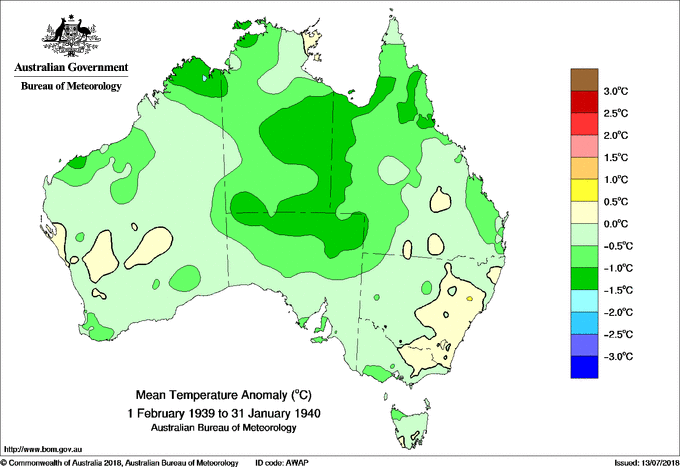 Australian Government
Bureau of Meteorology
3.0°C
2.5°C
2.0°C
1.5°C
1.0°C
0.5°C
0.0°C
−0.5°C
−1.0°C
−1.5°C
−2.0°C
−2.5°C
−3.0°C
Mean Temperature Anomaly (°C)
1 February 1939 to 31 January 1940
Australian Bureau of Meteorology
http://www.bom.gov.au
© Commonwealth of Australia 2018, Australian Bureau of Meteorology ID code: AWAP Issued: 13/07/2018